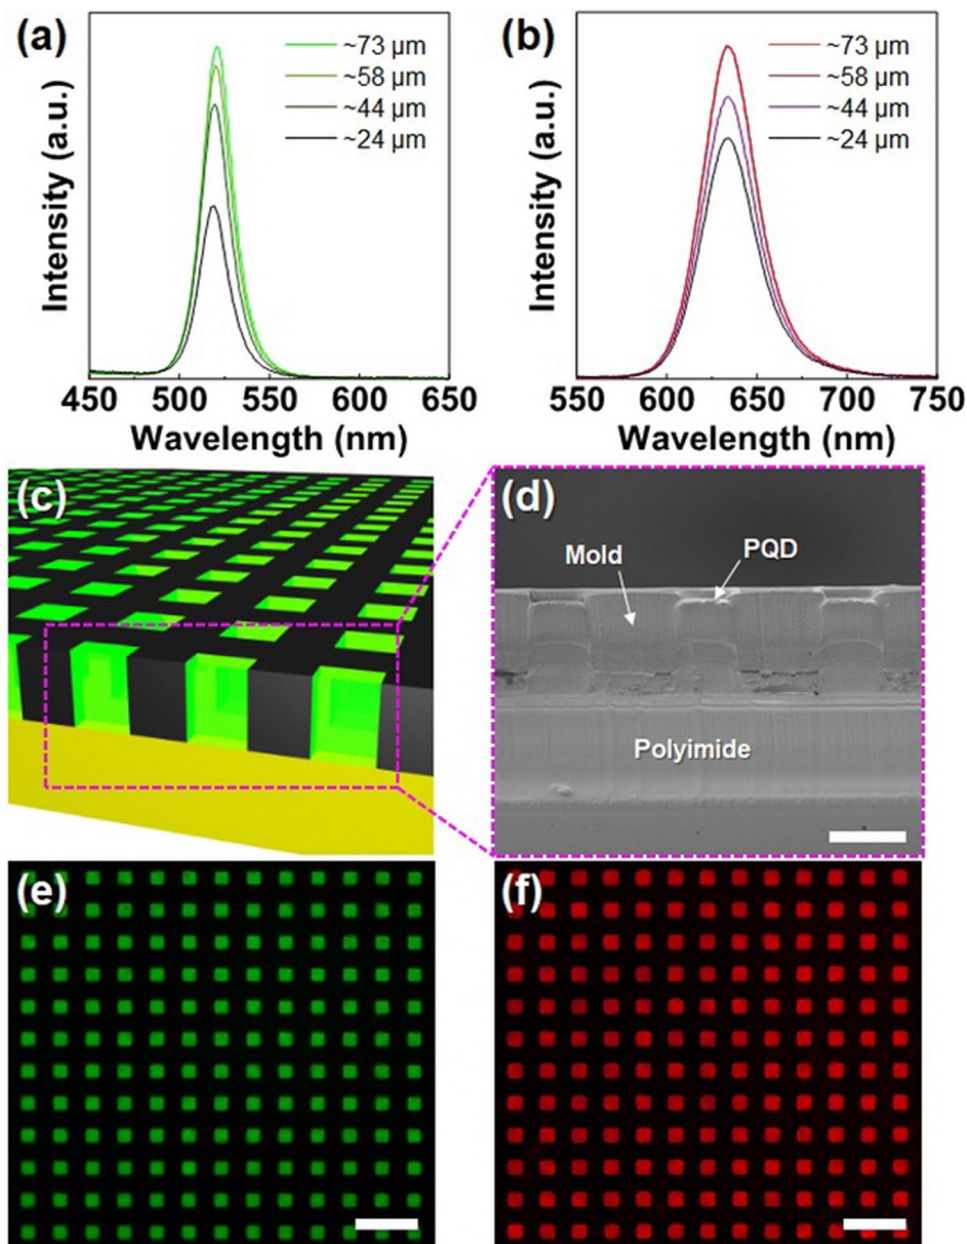 (a)
~73 μm
~58 μm
~44 μm
~24 μm
Intensity (a.u.)
450 500 550 600 650
Wavelength (nm)
(b)
~73 μm
~58 μm
~44 μm
~24 μm
Intensity (a.u.)
550 600 650 700 750
Wavelength (nm)
(c)
(d)
Mold
PQD
Polyimide
(e)
(f)